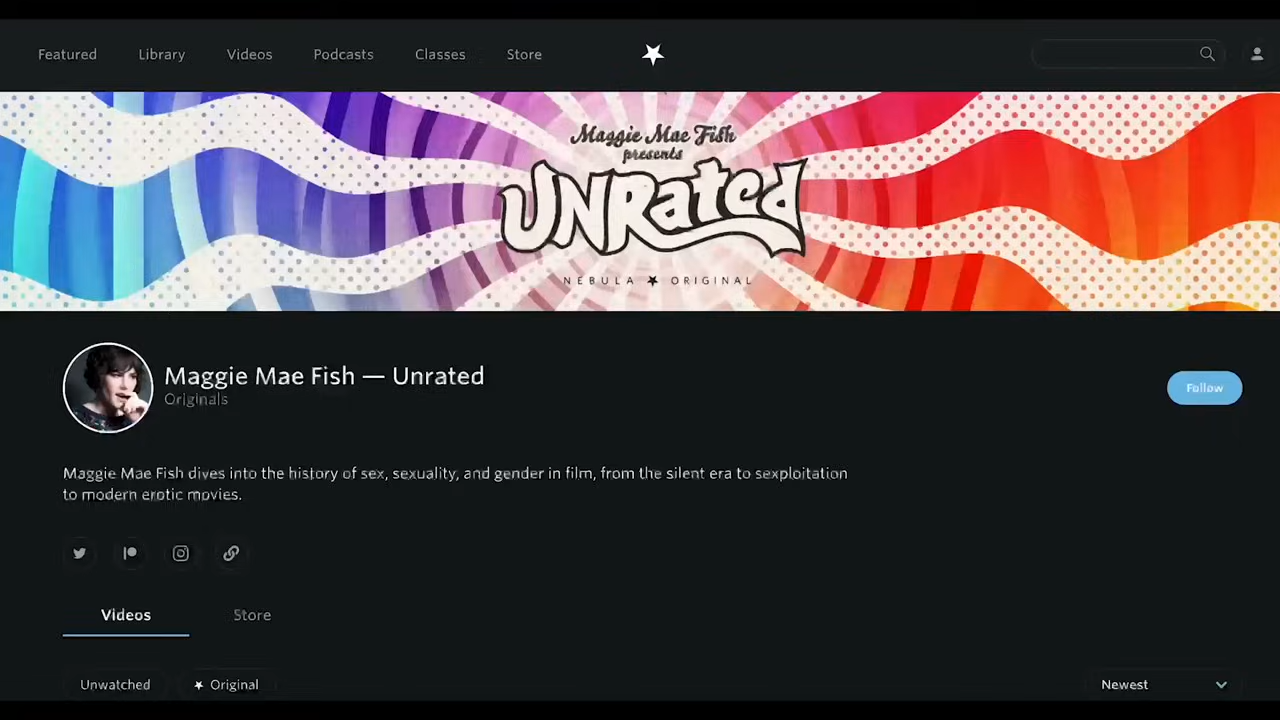 Featured Library Videos Podcasts Classes Store
Maggie Mae Fish
presents
UNRated
NEBULA ORIGINAL
Maggie Mae Fish — Unrated
Originals
Follow
Maggie Mae Fish dives into the history of sex, sexuality, and gender in film, from the silent era to sexploitation
to modern erotic movies.
Videos Store
Unwatched Original Newest